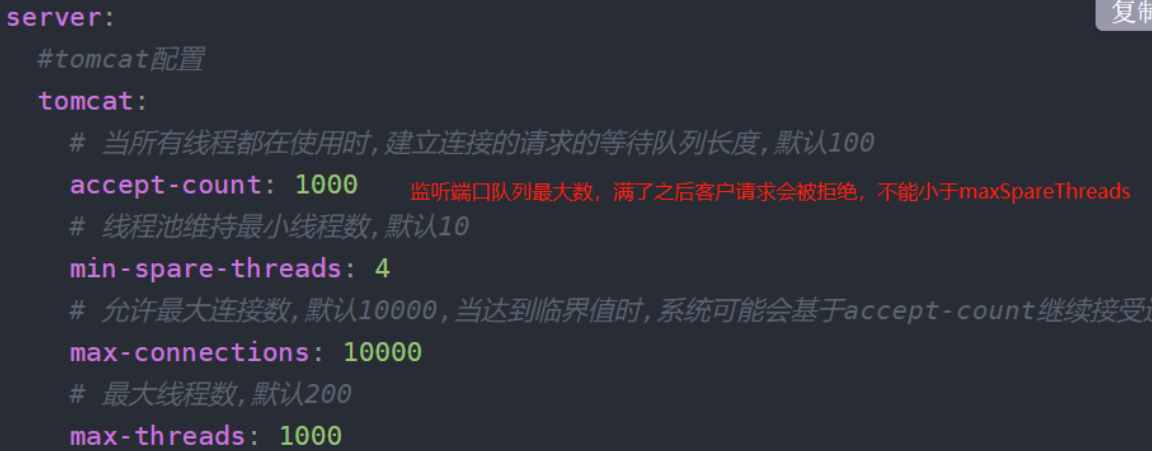 server:
复制
#tomcat配置
tomcat:
# 当所有线程都在使用时,建立连接的请求的等待队列长度,默认100
accept-count: 1000 监听端口队列最大数，满了之后客户请求会被拒绝，不能小于maxSpareThreads
# 线程池维持最小线程数,默认10
min-spare-threads: 4
# 允许最大连接数,默认10000,当达到临界值时,系统可能会基于accept-count继续接受
max-connections: 10000
# 最大线程数,默认200
max-threads: 1000